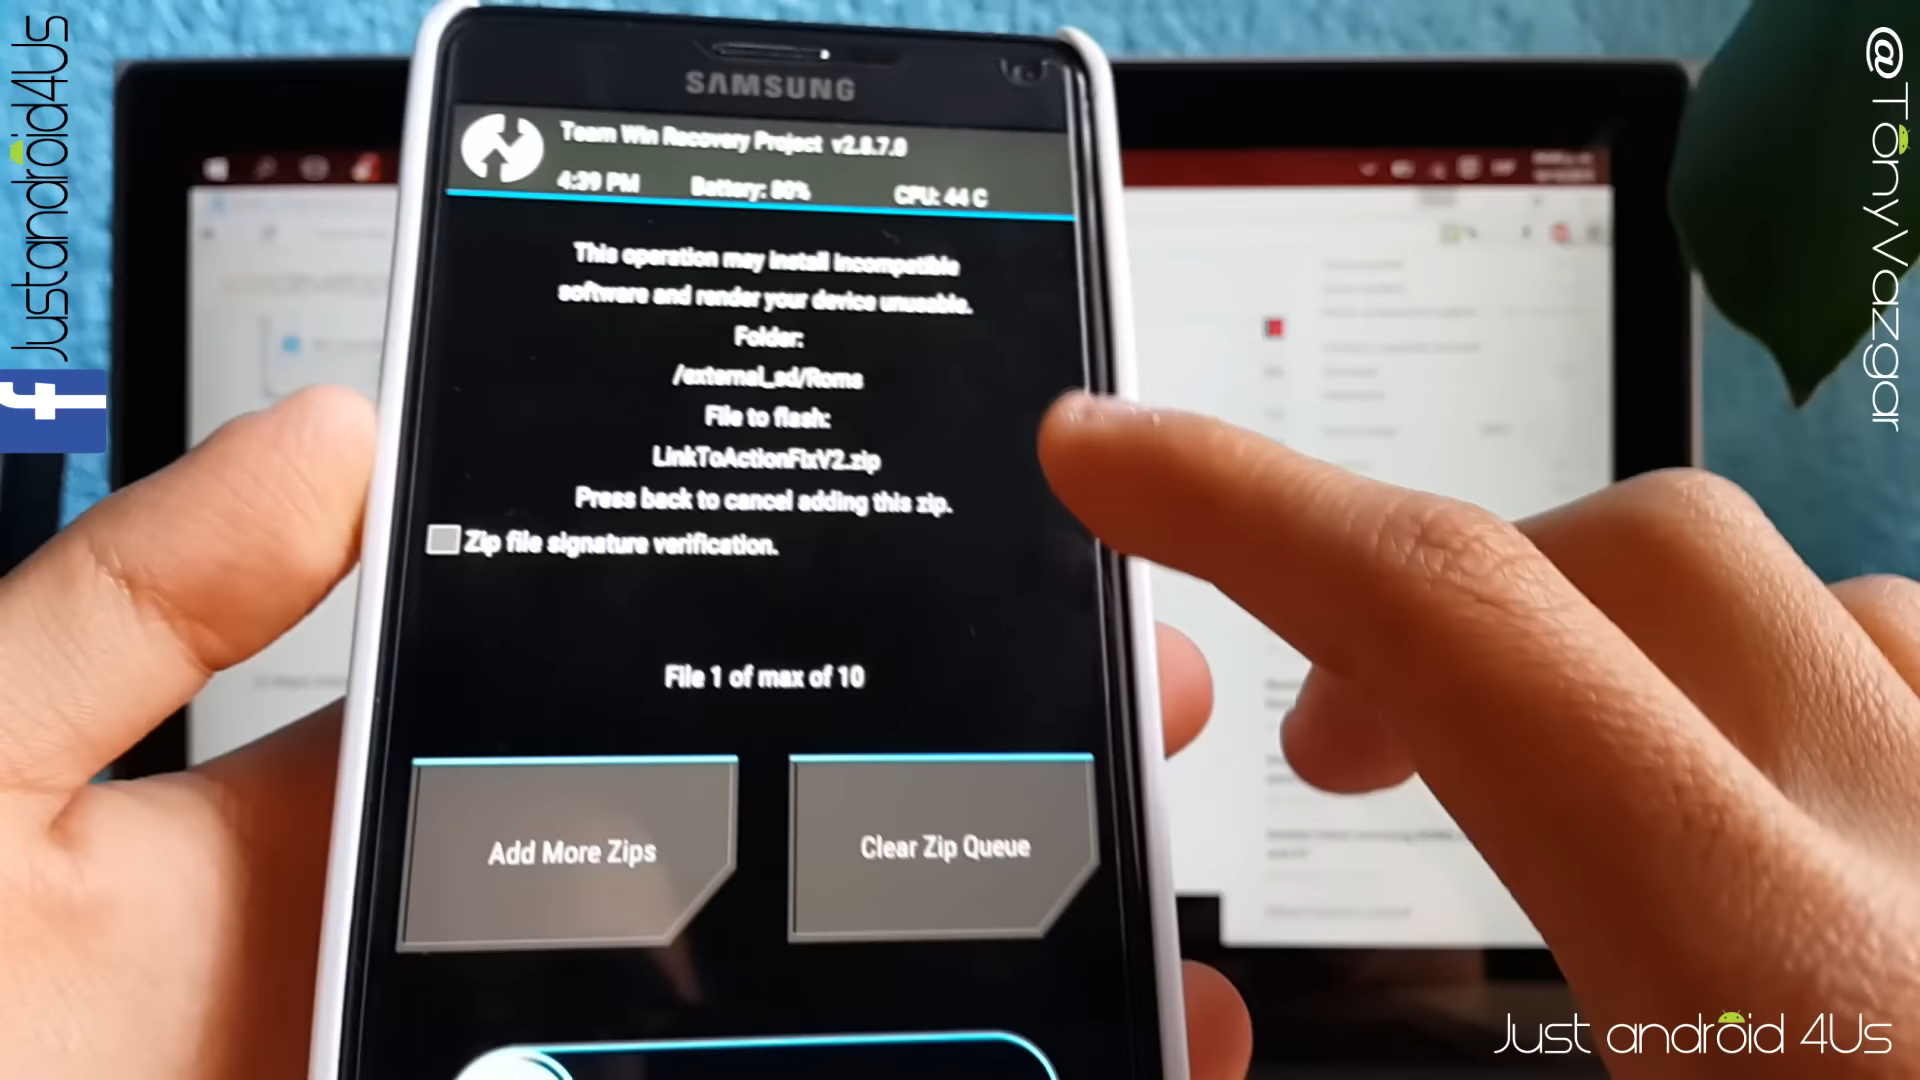 Justandroid4Us
f
@TonyVazgar
SAMSUNG
Team Win Recovery Project v2.8.7.0
4:39 PM Battery: 80% CPU: 44 C
This operation may install incompatible
software and render your device unusable.
Folder:
/external_sd/Roms
File to flash:
LinkToActionFixV2.zip
Press back to cancel adding this zip.
Zip file signature verification.
File 1 of max of 10
Add More Zips
Clear Zip Queue
Just android 4Us